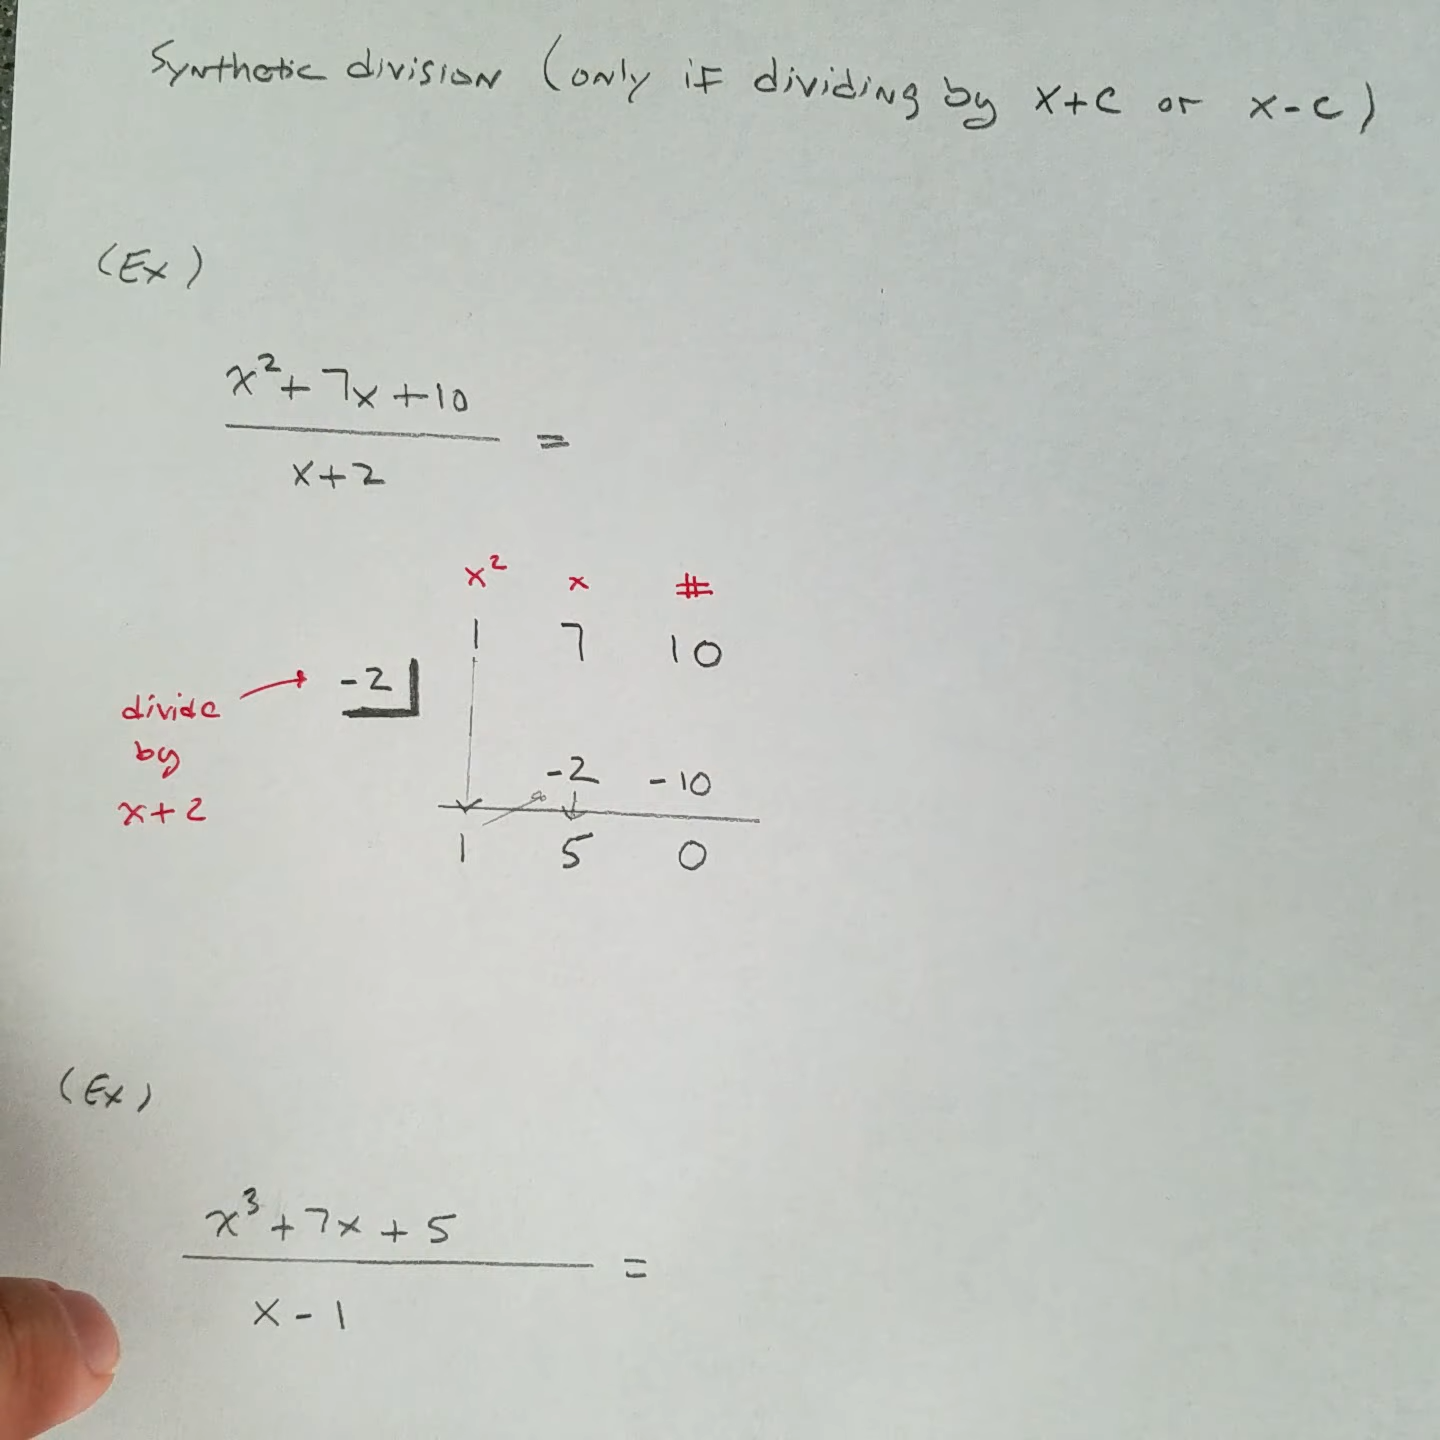 Synthetic division (only if dividing by x+c or x-c)
(Ex)
x²+7x+10
x+2
=
x² x #
1 7 10
-2
divide
by
x+2
-2 -10
1 5 0
(Ex)
x³+7x+5
x-1
=